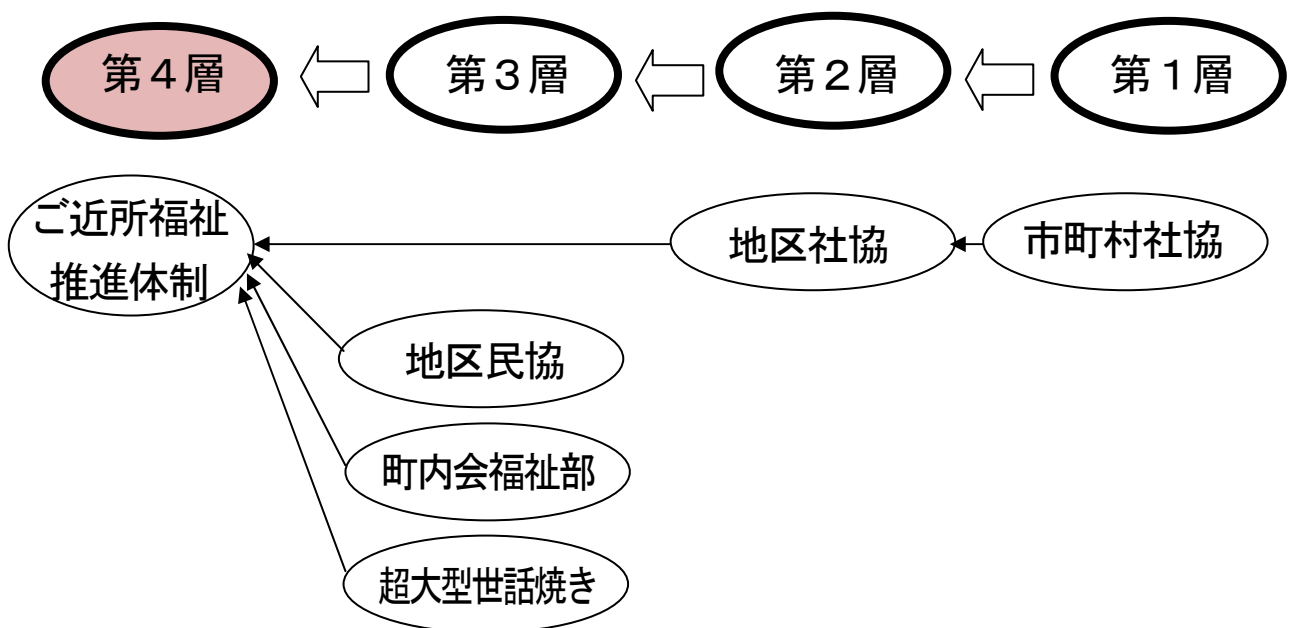 第４層
第３層
第２層
第１層
ご近所福祉
推進体制
地区社協
市町村社協
地区民協
町内会福祉部
超大型世話焼き